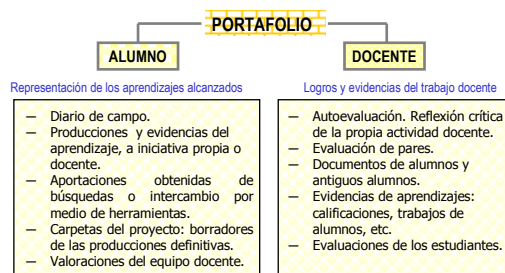 PORTAFOLIO
ALUMNO
DOCENTE
Representación de los aprendizajes alcanzados
Logros y evidencias del trabajo docente
— Diario de campo.
— Producciones y evidencias del
aprendizaje, a iniciativa propia o
docente.
— Aportaciones obtenidas de
búsquedas o intercambio por
medio de herramientas.
— Carpetas del proyecto: borradores
de las producciones definitivas.
— Valoraciones del equipo docente.
— Autoevaluación. Reflexión crítica
de la propia actividad docente.
— Evaluación de pares.
— Documentos de alumnos y
antiguos alumnos.
— Evidencias de aprendizajes:
calificaciones, trabajos de
alumnos, etc.
— Evaluaciones de los estudiantes.